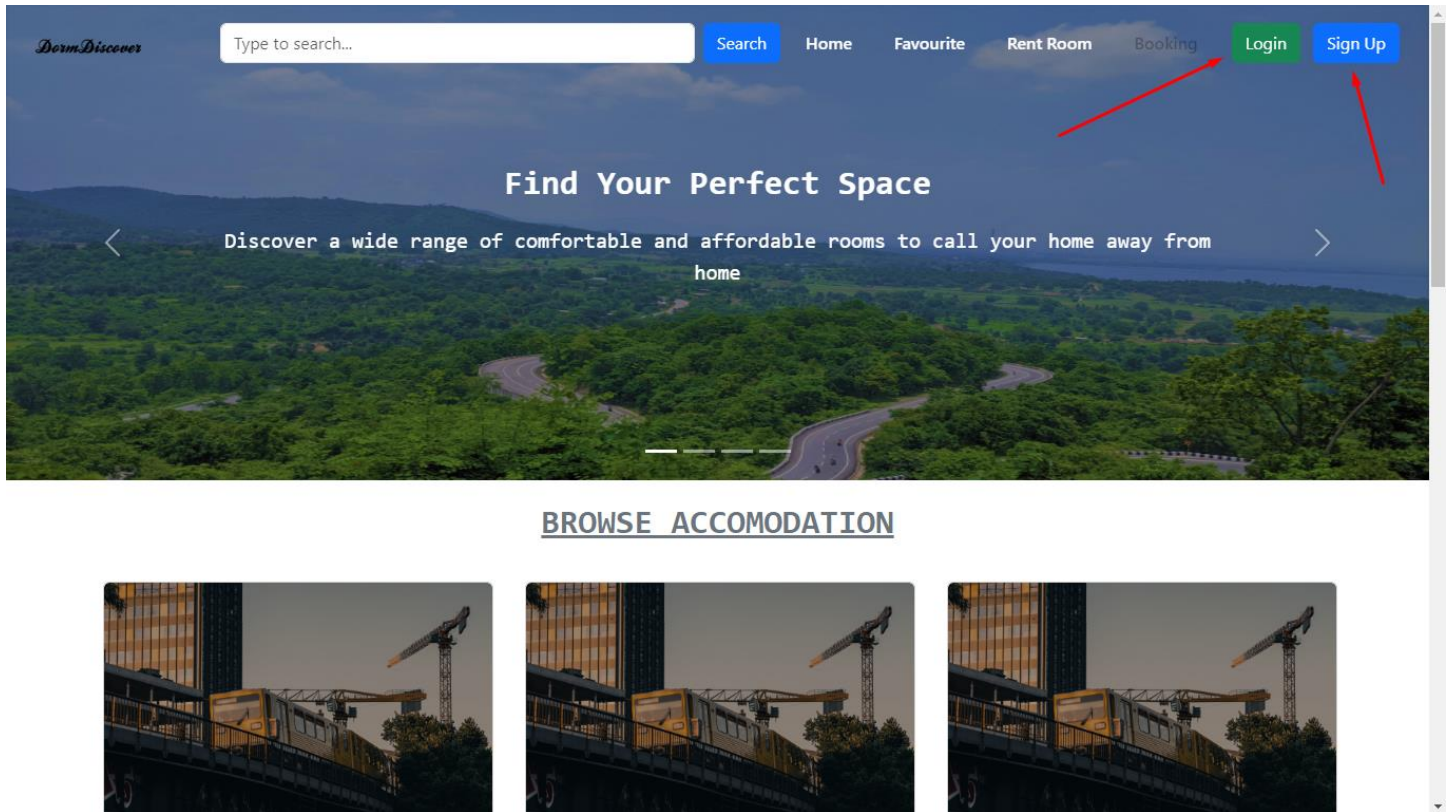 DormDiscover
Type to search...
Search
Home
Favourite
Rent Room
Booking
Login
Sign Up
Find Your Perfect Space
Discover a wide range of comfortable and affordable rooms to call your home away from
home
BROWSE ACCOMODATION